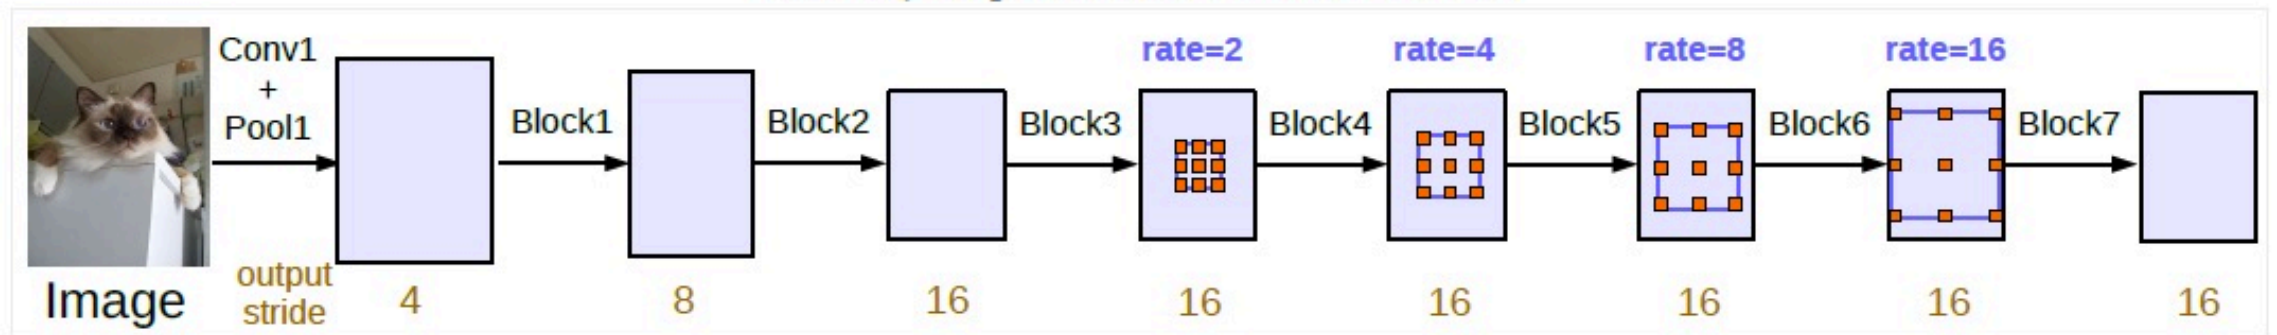 Conv1
+
Pool1
Block1
Block2
Block3
rate=2
Block4
rate=4
Block5
rate=8
Block6
rate=16
Block7
Image
output
stride
4
8
16
16
16
16
16
16